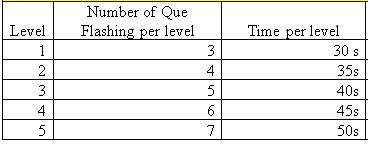 Level Number of Que Flashing per level Time per level
1 3 30 s
2 4 35s
3 5 40s
4 6 45s
5 7 50s